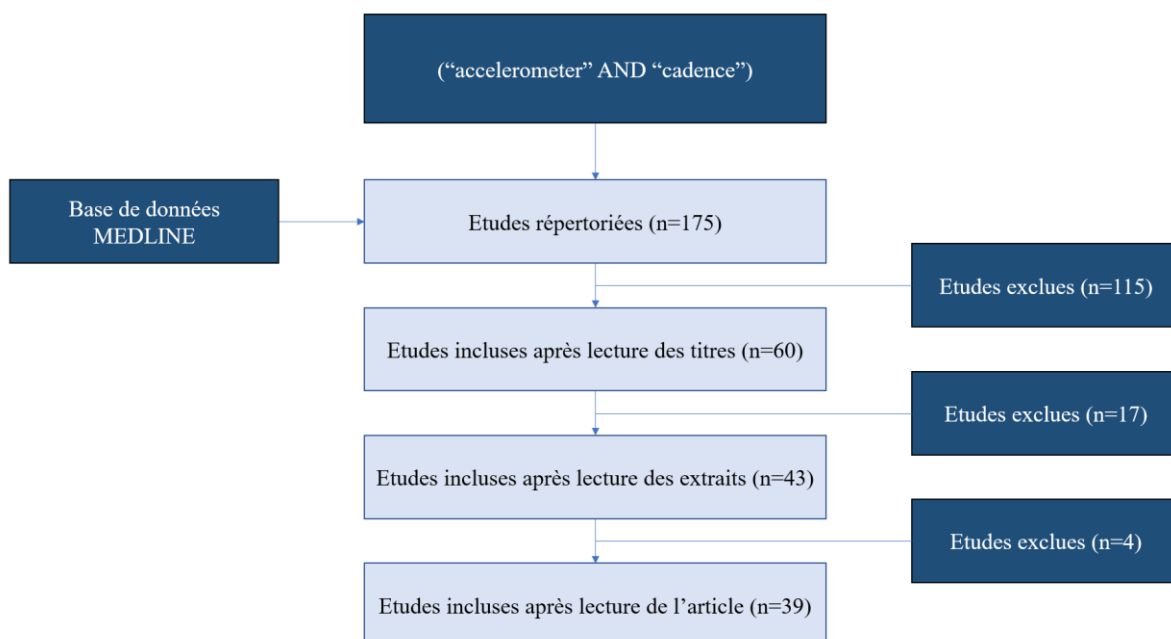 (“accelerometer” AND “cadence”)
Base de données
MEDLINE
Etudes répertoriées (n=175)
Etudes exclues (n=115)
Etudes incluses après lecture des titres (n=60)
Etudes exclues (n=17)
Etudes incluses après lecture des extraits (n=43)
Etudes exclues (n=4)
Etudes incluses après lecture de l’article (n=39)